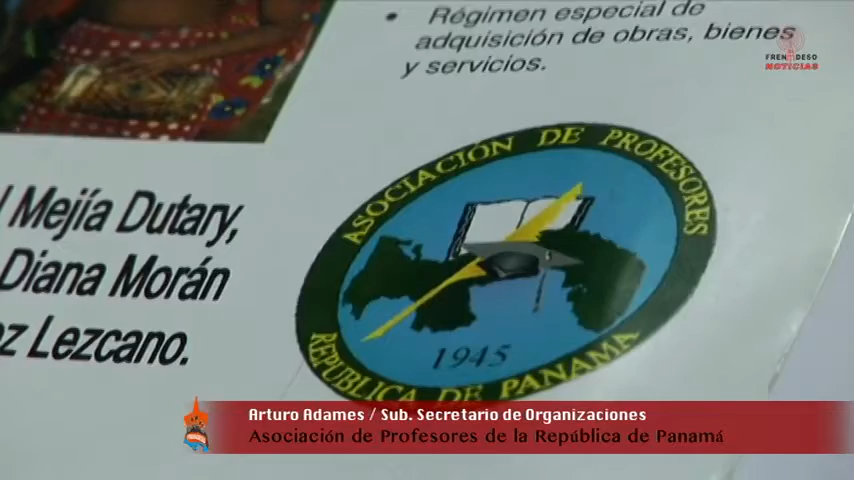 • Régimen especial de
adquisición de obras, bienes
y servicios.
FRENADESO
NOTICIAS
Mejía Dutary,
Diana Morán
Lezcano.
ASOCIACIÓN DE PROFESORES
1945
REPÚBLICA DE PANAMÁ
Arturo Adames / Sub. Secretario de Organizaciones
Asociación de Profesores de la República de Panamá